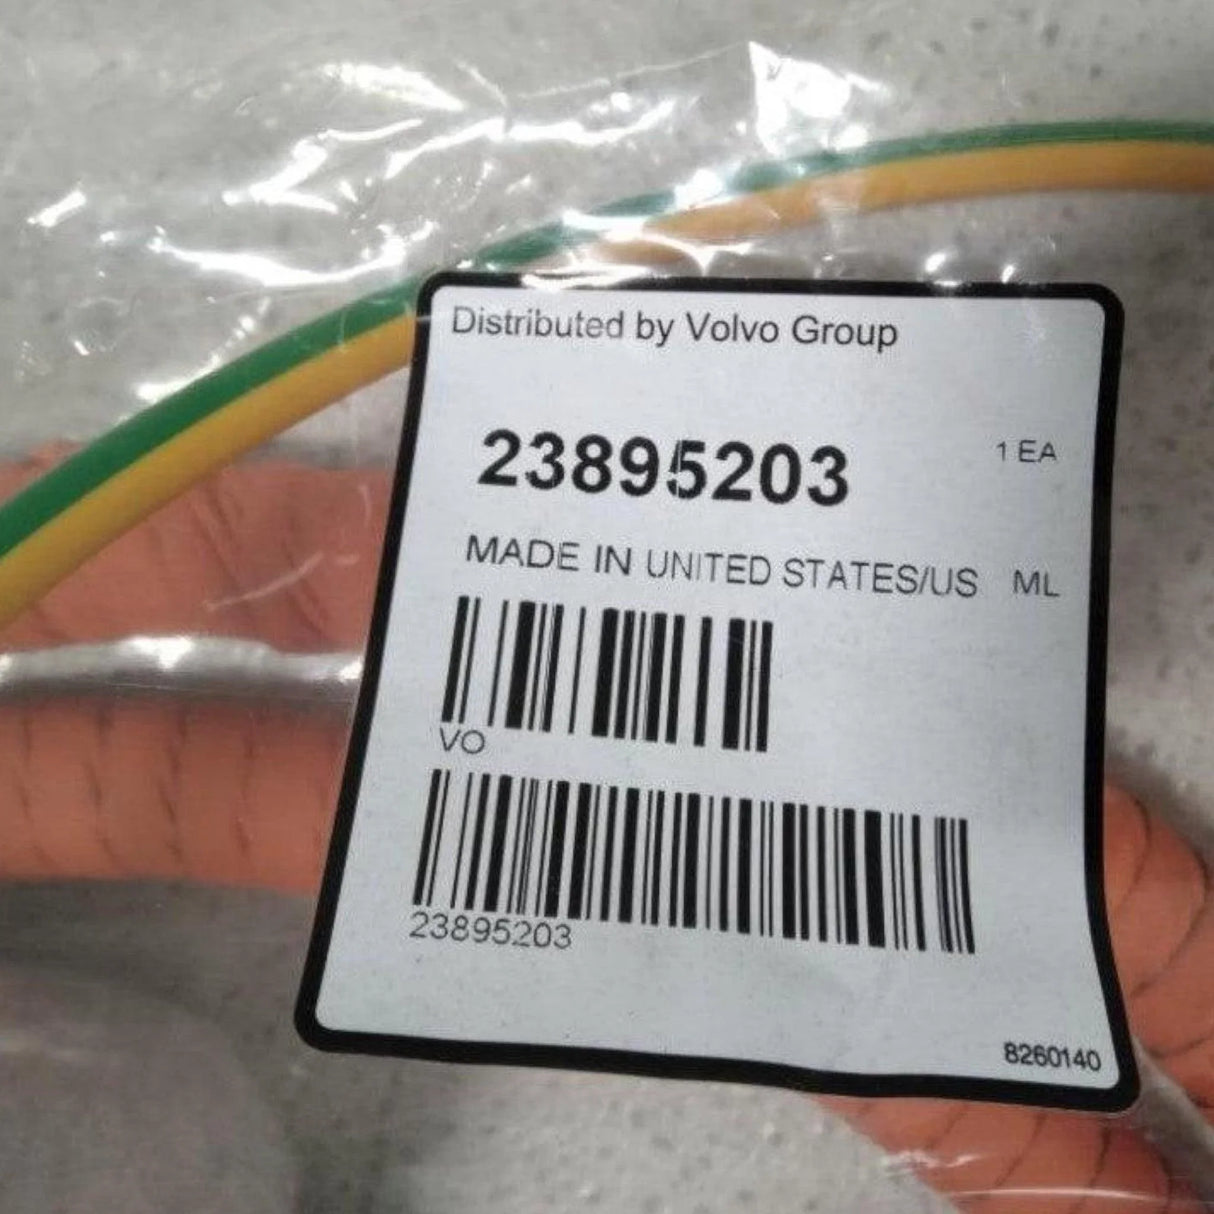 Distributed by Volvo Group
23895203
1 EA
MADE IN UNITED STATES/US ML
VO
23895203
8260140